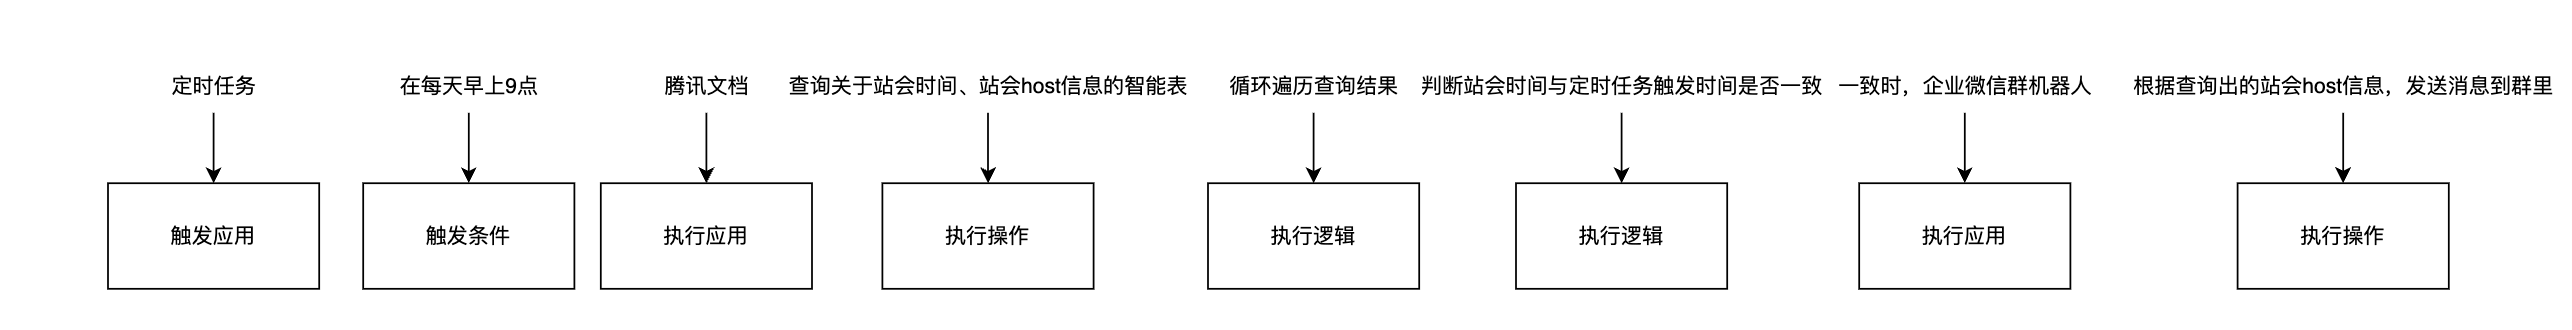 定时任务
在每天早上9点
腾讯文档
查询关于站会时间、站会host信息的智能表
循环遍历查询结果
判断站会时间与定时任务触发时间是否一致
一致时，企业微信群机器人
根据查询出的站会host信息，发送消息到群里
触发应用
触发条件
执行应用
执行操作
执行逻辑
执行逻辑
执行应用
执行操作